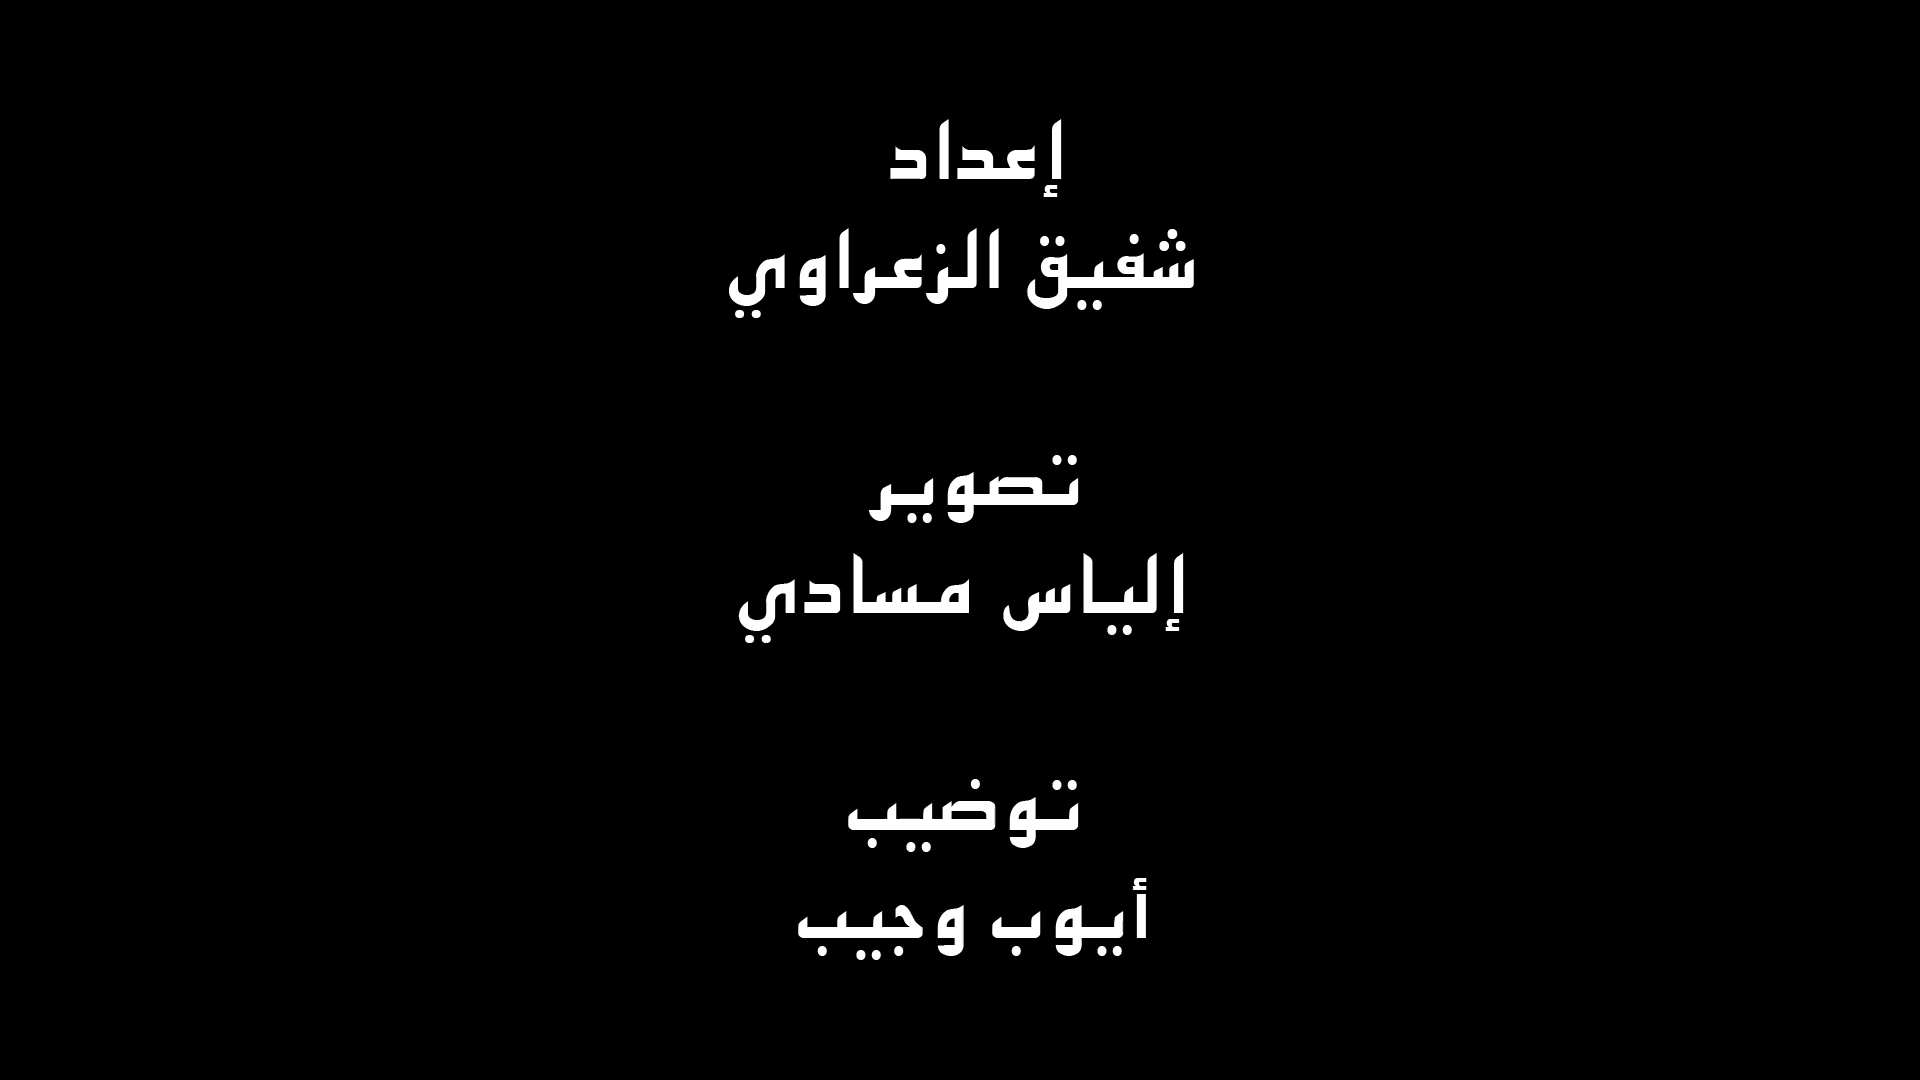 إعداد
شفيق الزعراوي
تصوير
إلياس مسادي
توضيب
أيوب وجيب